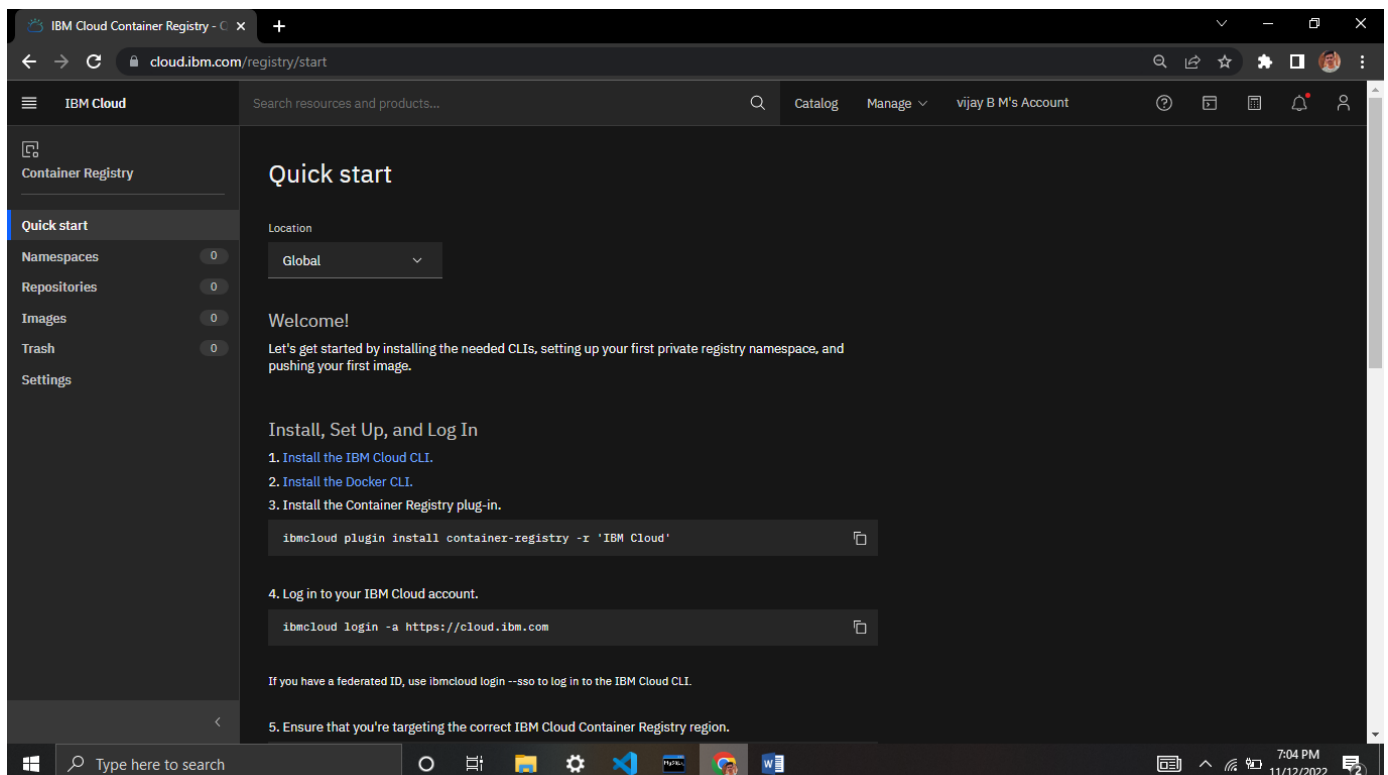 IBM Cloud Container Registry - 
cloud.ibm.com/registry/start
IBM Cloud
Search resources and products...
Catalog
Manage
vijay B M's Account
Container Registry
Quick start
Namespaces 0
Repositories 0
Images 0
Trash 0
Settings
Quick start
Location
Global
Welcome!
Let's get started by installing the needed CLIs, setting up your first private registry namespace, and
pushing your first image.
Install, Set Up, and Log In
1. Install the IBM Cloud CLI.
2. Install the Docker CLI.
3. Install the Container Registry plug-in.
ibmcloud plugin install container-registry -r 'IBM Cloud'
4. Log in to your IBM Cloud account.
ibmcloud login -a https://cloud.ibm.com
If you have a federated ID, use ibmcloud login --sso to log in to the IBM Cloud CLI.
5. Ensure that you're targeting the correct IBM Cloud Container Registry region.
Type here to search
7:04 PM
11/12/2022
2